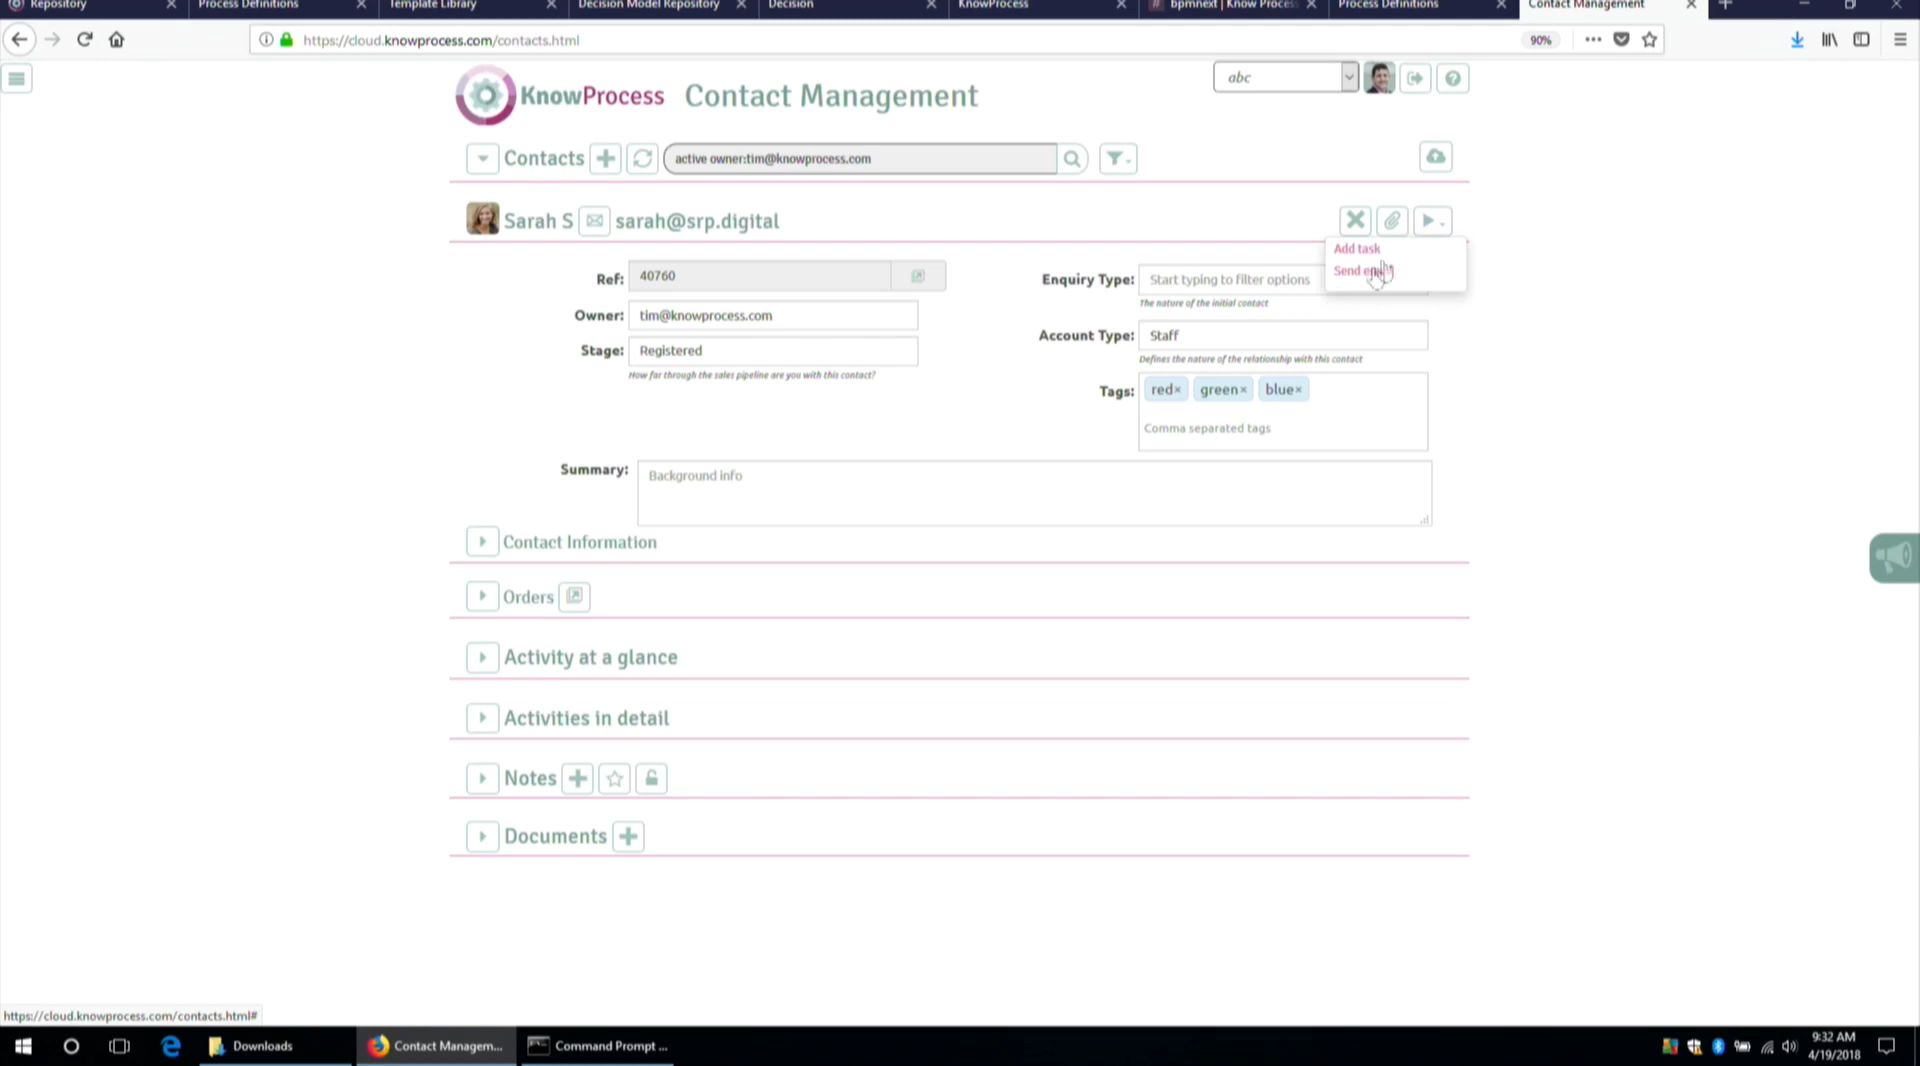 Repository
Process Definitions
Template Library
Decision Model Repository
Decision
KnowProcess
bpmnext | Know Process
Process Definitions
Contact Management
https://cloud.knowprocess.com/contacts.html
90%
KnowProcess
Contact Management
abc
Contacts
active owner:tim@knowprocess.com
Sarah S
sarah@srp.digital
Add task
Send
Ref:
40760
Enquiry Type:
Start typing to filter options
The nature of the initial contact
Owner:
tim@knowprocess.com
Account Type:
Staff
Defines the nature of the relationship with this contact
Stage:
Registered
How far through the sales pipeline are you with this contact?
Tags:
red× green× blue×
Comma separated tags
Summary:
Background info
Contact Information
Orders
Activity at a glance
Activities in detail
Notes
Documents
https://cloud.knowprocess.com/contacts.html#
Downloads
Contact Managem...
Command Prompt ...
9:32 AM
4/19/2018